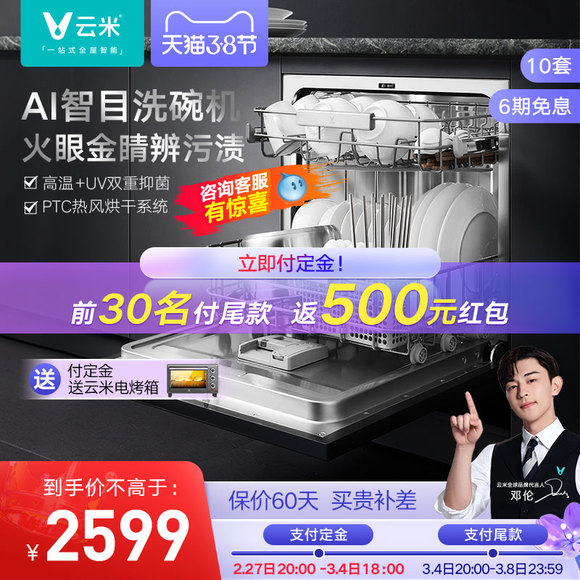 云米
「一站式全屋智能」
天猫3·8节
10套
6期免息
AI智目洗碗机
火眼金睛辨污渍
高温+UV双重抑菌
PTC热风烘干系统
咨询客服
有惊喜
立即付定金!
前30名付尾款 返500元红包
送
付定金
送云米电烤箱
云米全球品牌代言人
邓伦
到手价不高于:
¥2599
保价60天 买贵补差
支付定金
支付尾款
2.27日20:00 -3.4日18:00
3.4日20:00-3.8日23:59